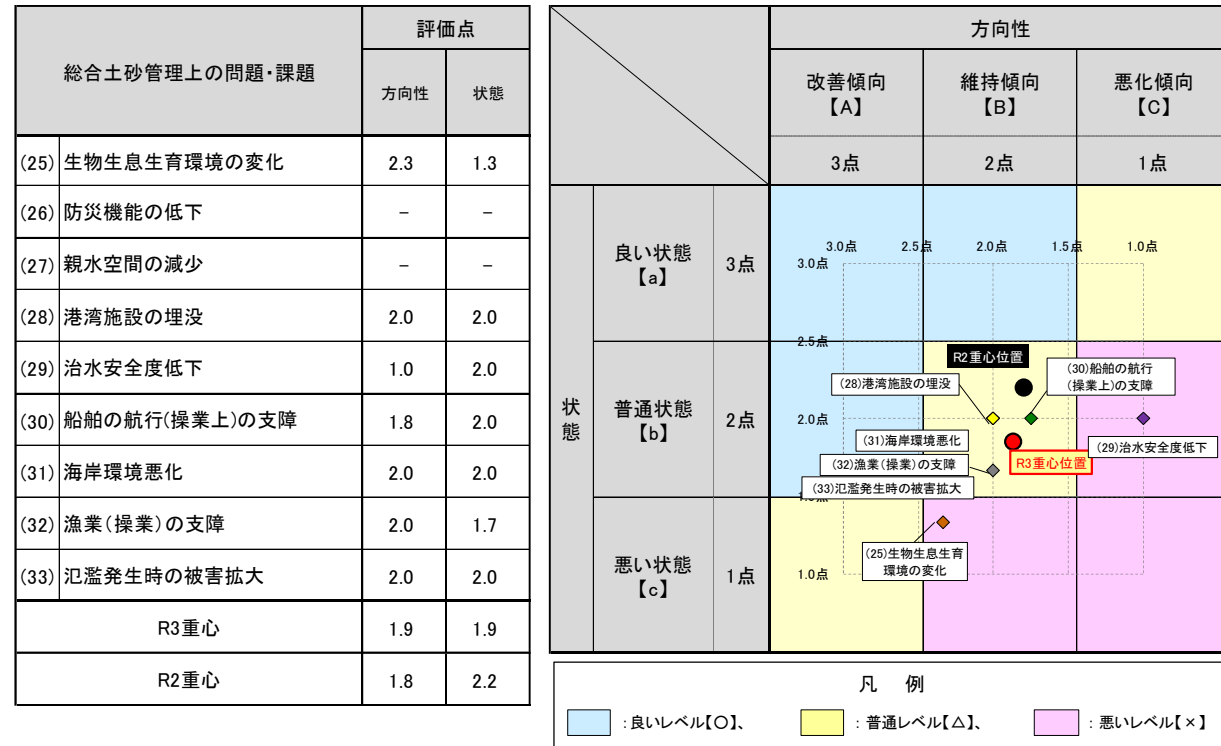 総合土砂管理上の問題・課題
評価点
方向性 状態
(25) 生物生息生育環境の変化 2.3 1.3
(26) 防災機能の低下 － －
(27) 親水空間の減少 － －
(28) 港湾施設の埋没 2.0 2.0
(29) 治水安全度低下 1.0 2.0
(30) 船舶の航行(操業上)の支障 1.8 2.0
(31) 海岸環境悪化 2.0 2.0
(32) 漁業(操業)の支障 2.0 1.7
(33) 氾濫発生時の被害拡大 2.0 2.0
R3重心 1.9 1.9
R2重心 1.8 2.2
方向性
改善傾向 維持傾向 悪化傾向
【A】 【B】 【C】
3点 2点 1点
状態
良い状態
【a】
3点
普通状態
【b】
2点
悪い状態
【c】
1点
3.0点 2.5点 2.0点 1.5点 1.0点
3.0点
2.5点
R2重心位置
(28)港湾施設の埋没
(30)船舶の航行
(操業上)の支障
2.0点
(31)海岸環境悪化
(29)治水安全度低下
(32)漁業(操業)の支障
R3重心位置
(33)氾濫発生時の被害拡大
(25)生物生息生育
環境の変化
1.0点
凡 例
：良いレベル【○】、 ：普通レベル【△】、 ：悪いレベル【×】